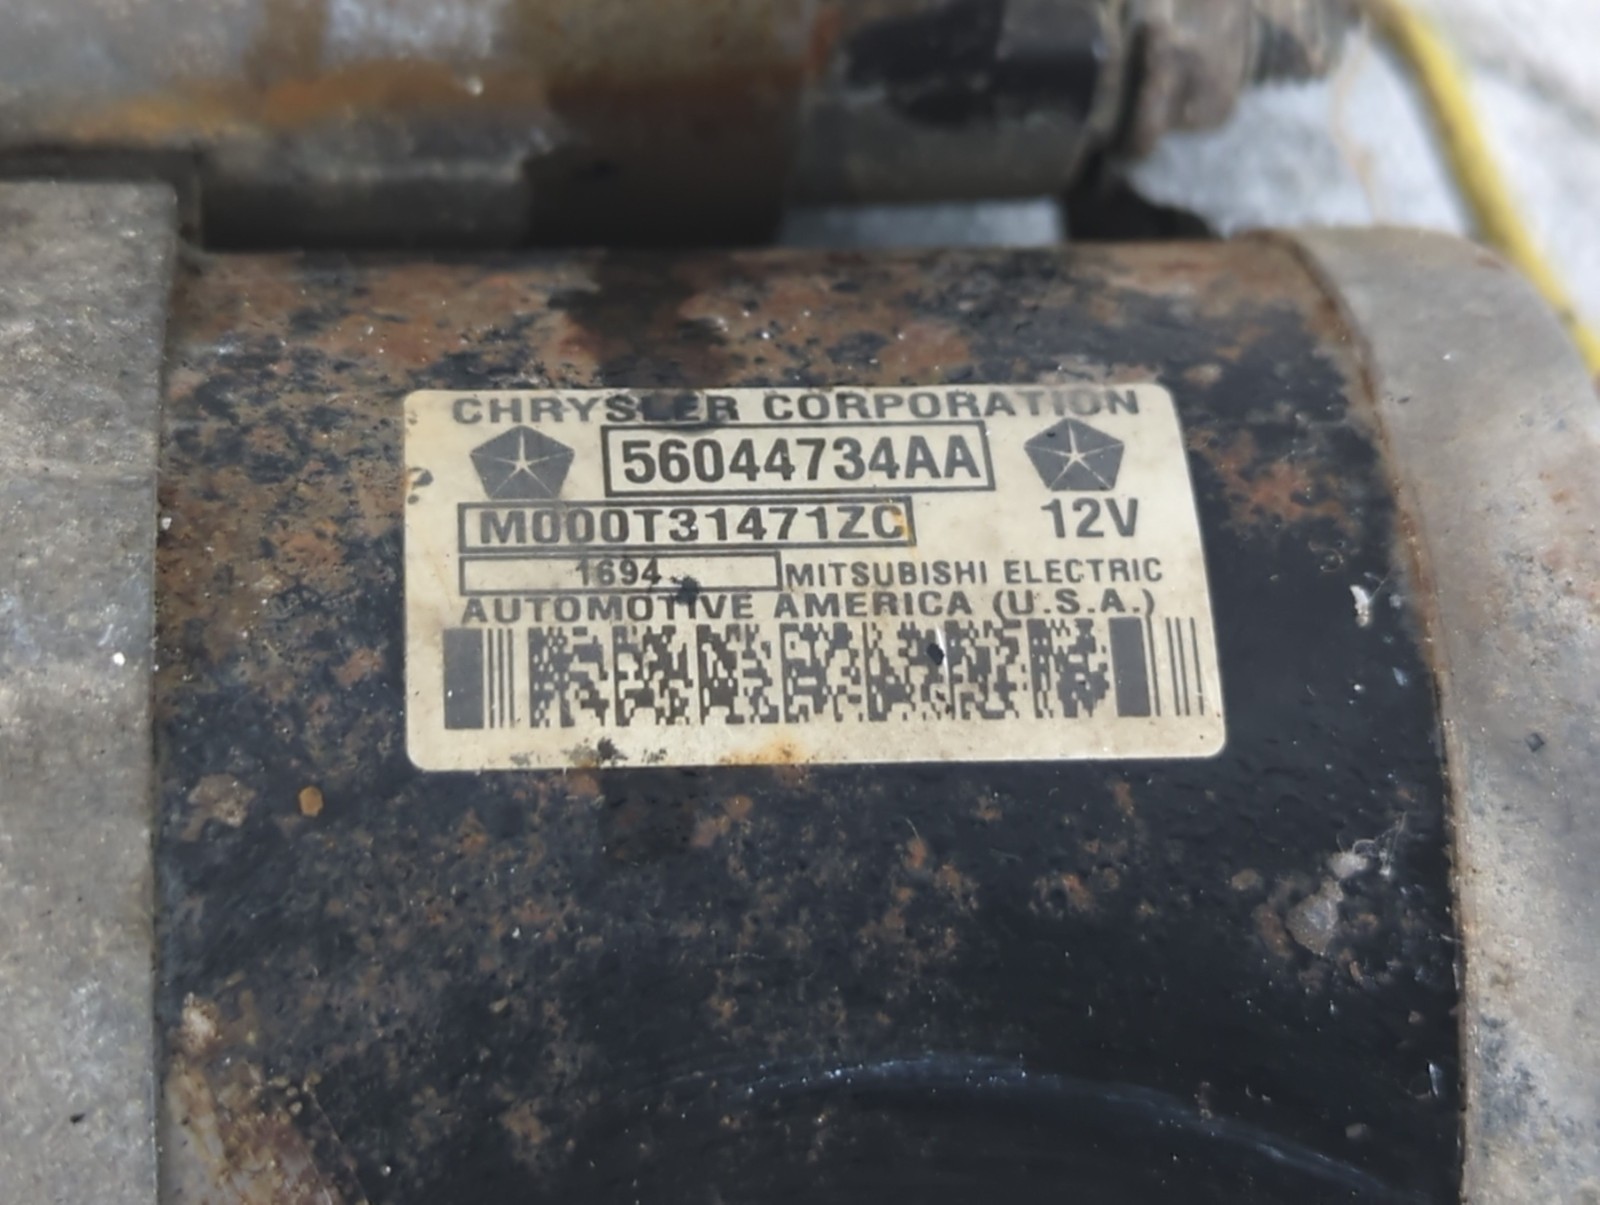 CHRYSLER CORPORATION
56044734AA
M000T31471ZC 12V
1694 MITSUBISHI ELECTRIC
AUTOMOTIVE AMERICA (U.S.A.)